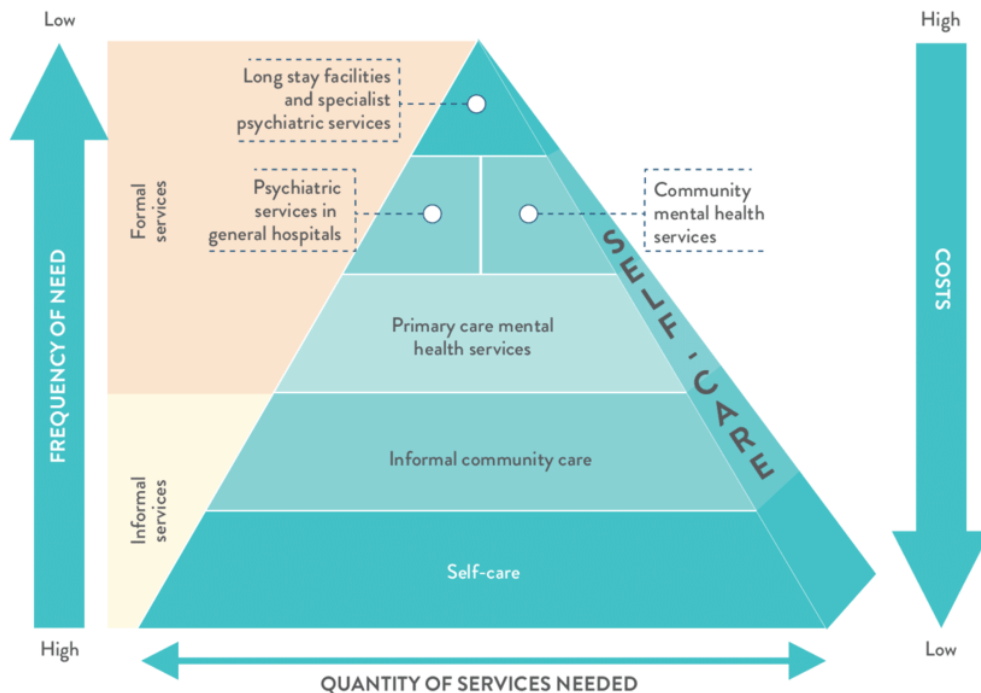 Low
High
Long stay facilities
and specialist
psychiatric services
Psychiatric
services in
general hospitals
Community
mental health
services
Formal
services
FREQUENCY OF NEED
COSTS
SELF-CARE
Primary care mental
health services
Informal community care
Informal
services
Self-care
High
Low
QUANTITY OF SERVICES NEEDED